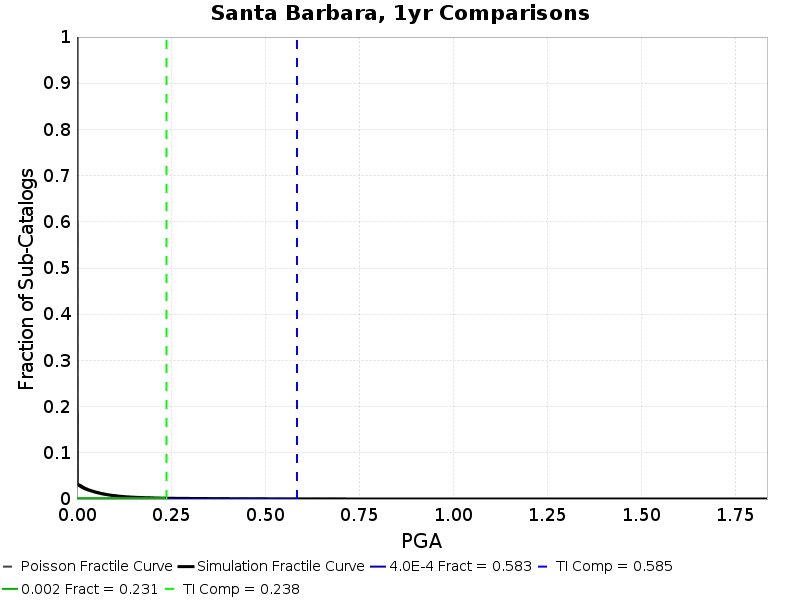 Santa Barbara, 1yr Comparisons
1
0.9
0.8
0.7
0.6
0.5
0.4
0.3
0.2
0.1
0
Fraction of Sub-Catalogs
0.00 0.25 0.50 0.75 1.00 1.25 1.50 1.75
PGA
Poisson Fractile Curve Simulation Fractile Curve 4.0E-4 Fract = 0.583 TI Comp = 0.585
0.002 Fract = 0.231 TI Comp = 0.238